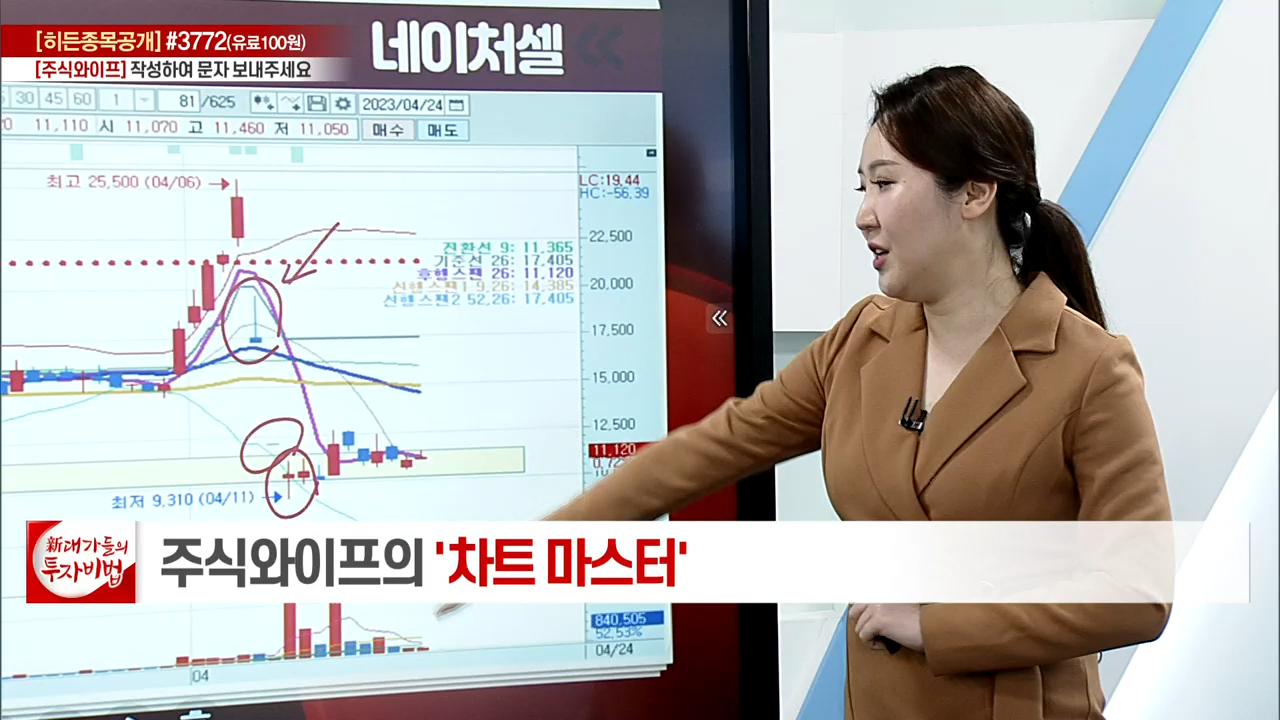 [히든종목공개] #3772(유료100원)
[주식와이프] 작성하여 문자 보내주세요
네이처셀
30 45 60 1 81 /625 2023/04/24
11,110 시 11,070 고 11,460 저 11,050 매수 매도
최고 25,500 (04/06)
LC:19,44
HC:-56,39
전환선 9: 11,365
기준선 26: 17,405
후행스팬 26: 11,120
선행스팬1 9,26: 14,385
선행스팬2 52,26: 17,405
22,500
20,000
17,500
15,000
12,500
11,120
최저 9,310 (04/11)
新대가들의
투자비법
주식와이프의 '차트 마스터'
840,505
52,53%
04 04/24